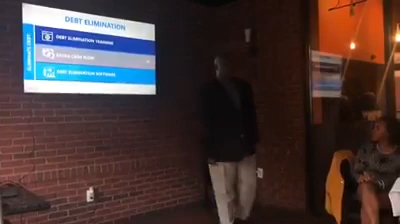 DEBT ELIMINATION
DEBT ELIMINATION TRAINING
EXTRA CASH FLOW
DEBT ELIMINATION SOFTWARE